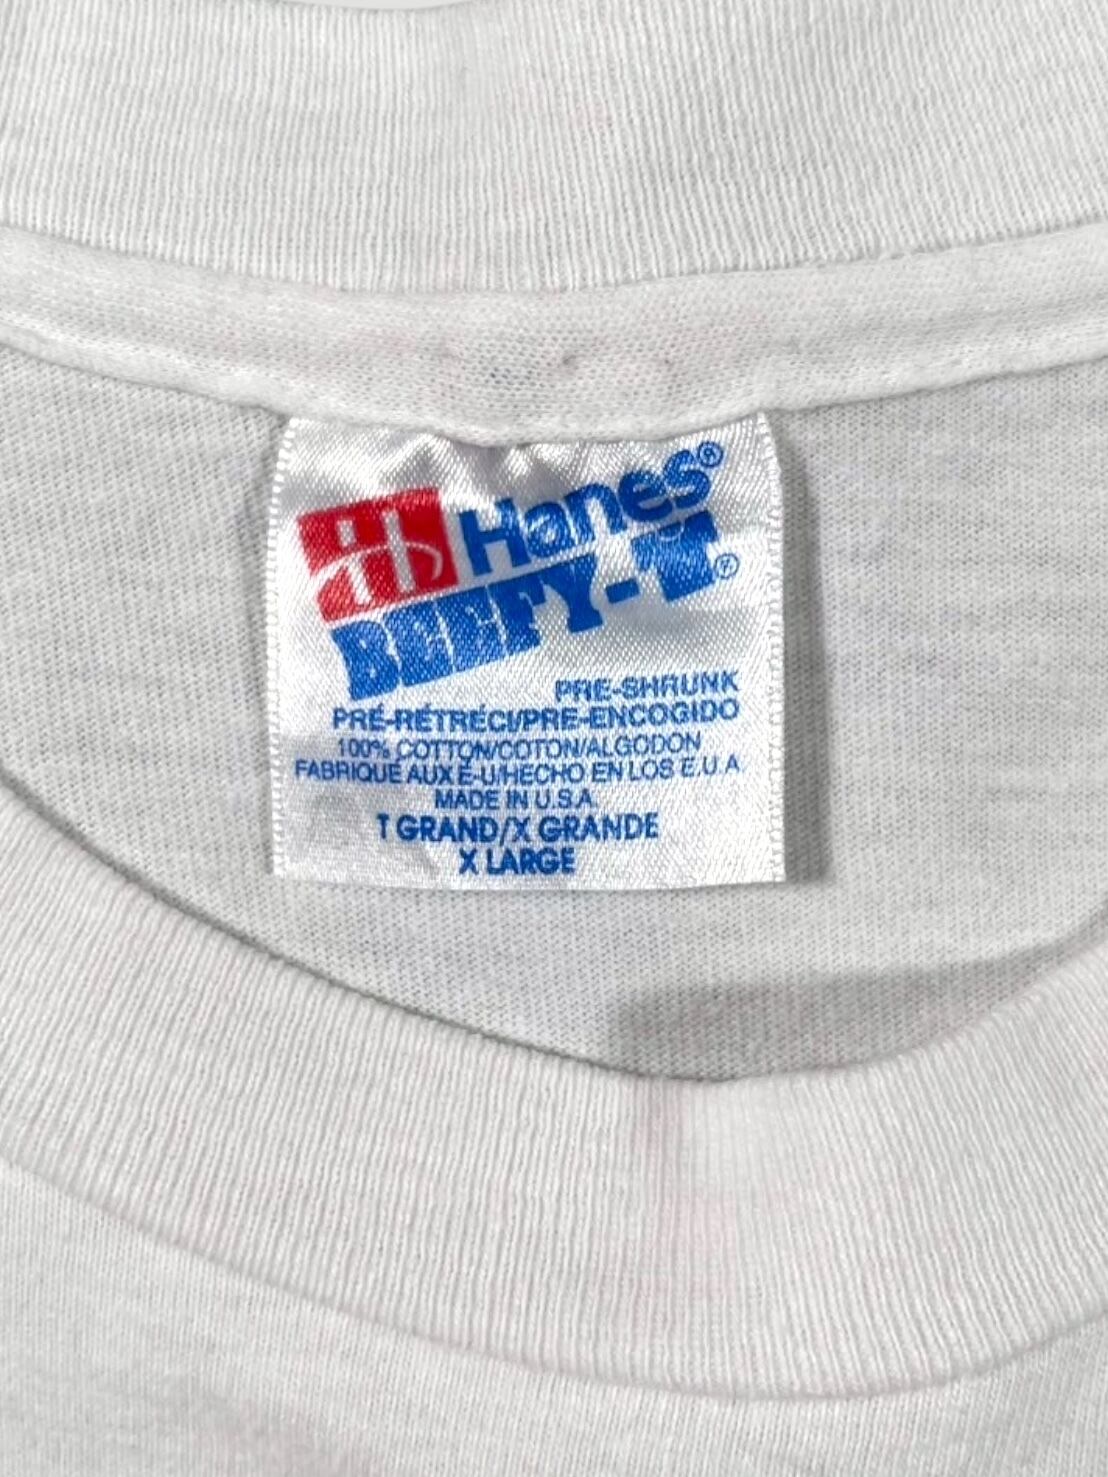 Hanes®
BEEFY-T®
PRE-SHRUNK
PRÉ-RÉTRÉCI/PRE-ENCOGIDO
100% COTTON/COTON/ALGODON
FABRIQUÉ AUX É-U/HECHO EN LOS E.U.A.
MADE IN U.S.A.
T GRAND/X GRANDE
X LARGE